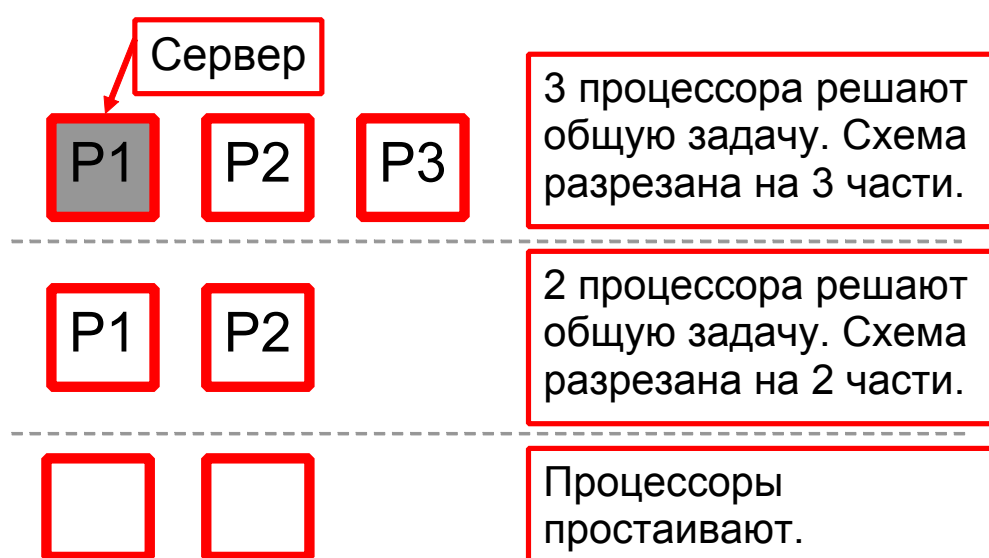 Сервер
P1 P2 P3
3 процессора решают
общую задачу. Схема
разрезана на 3 части.
P1 P2
2 процессора решают
общую задачу. Схема
разрезана на 2 части.
Процессоры
простаивают.